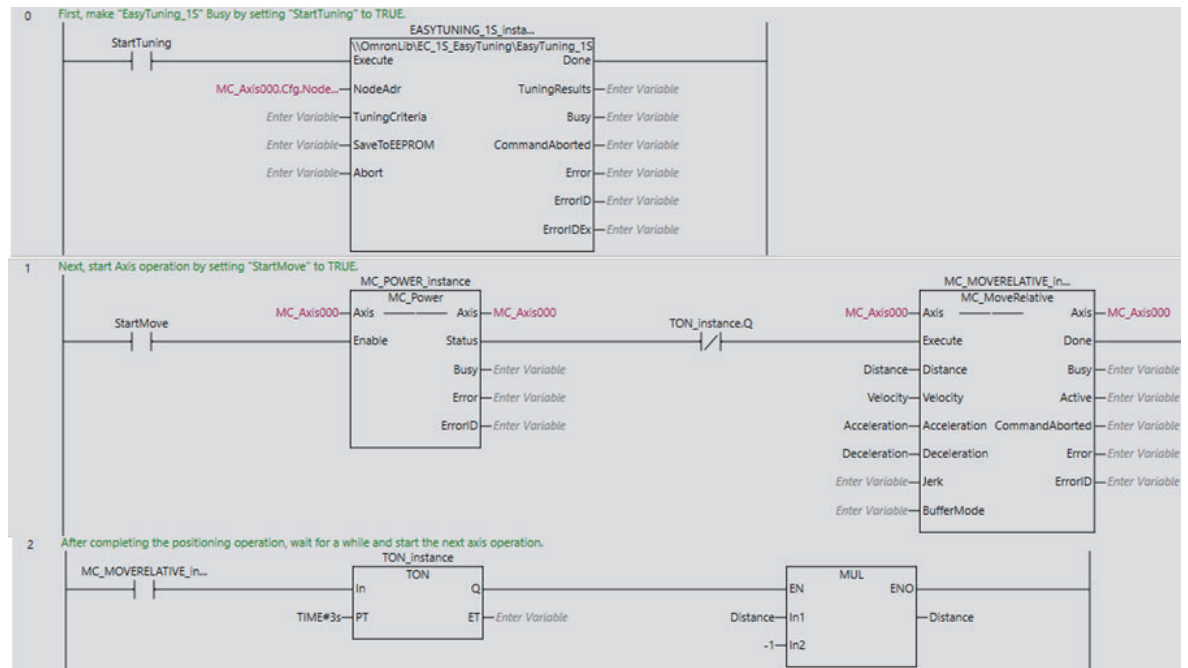 0 First, make "EasyTuning_1S" Busy by setting "StartTuning" to TRUE.
EASYTUNING_1S_insta...
StartTuning
\\OmronLib\EC_1S_EasyTuning\EasyTuning_1S
Execute Done
MC_Axis000.Cfg.Node... NodeAdr TuningResults Enter Variable
Enter Variable TuningCriteria Busy Enter Variable
Enter Variable SaveToEEPROM CommandAborted Enter Variable
Enter Variable Abort Error Enter Variable
ErrorID Enter Variable
ErrorIDEx Enter Variable
1 Next, start Axis operation by setting "StartMove" to TRUE.
MC_POWER_instance MC_MOVERELATIVE_in...
MC_Power MC_MoveRelative
MC_Axis000 Axis Axis MC_Axis000 MC_Axis000 Axis Axis MC_Axis000
StartMove TON_instance.Q
Enable Status Execute Done
Busy Enter Variable Distance Distance Busy Enter Variable
Error Enter Variable Velocity Velocity Active Enter Variable
ErrorID Enter Variable Acceleration Acceleration CommandAborted Enter Variable
Deceleration Deceleration Error Enter Variable
Enter Variable Jerk ErrorID Enter Variable
Enter Variable BufferMode
2 After completing the positioning operation, wait for a while and start the next axis operation.
TON_instance
MC_MOVERELATIVE_in... TON MUL
In Q EN ENO
TIME#3s PT ET Enter Variable Distance In1 Distance
-1 In2